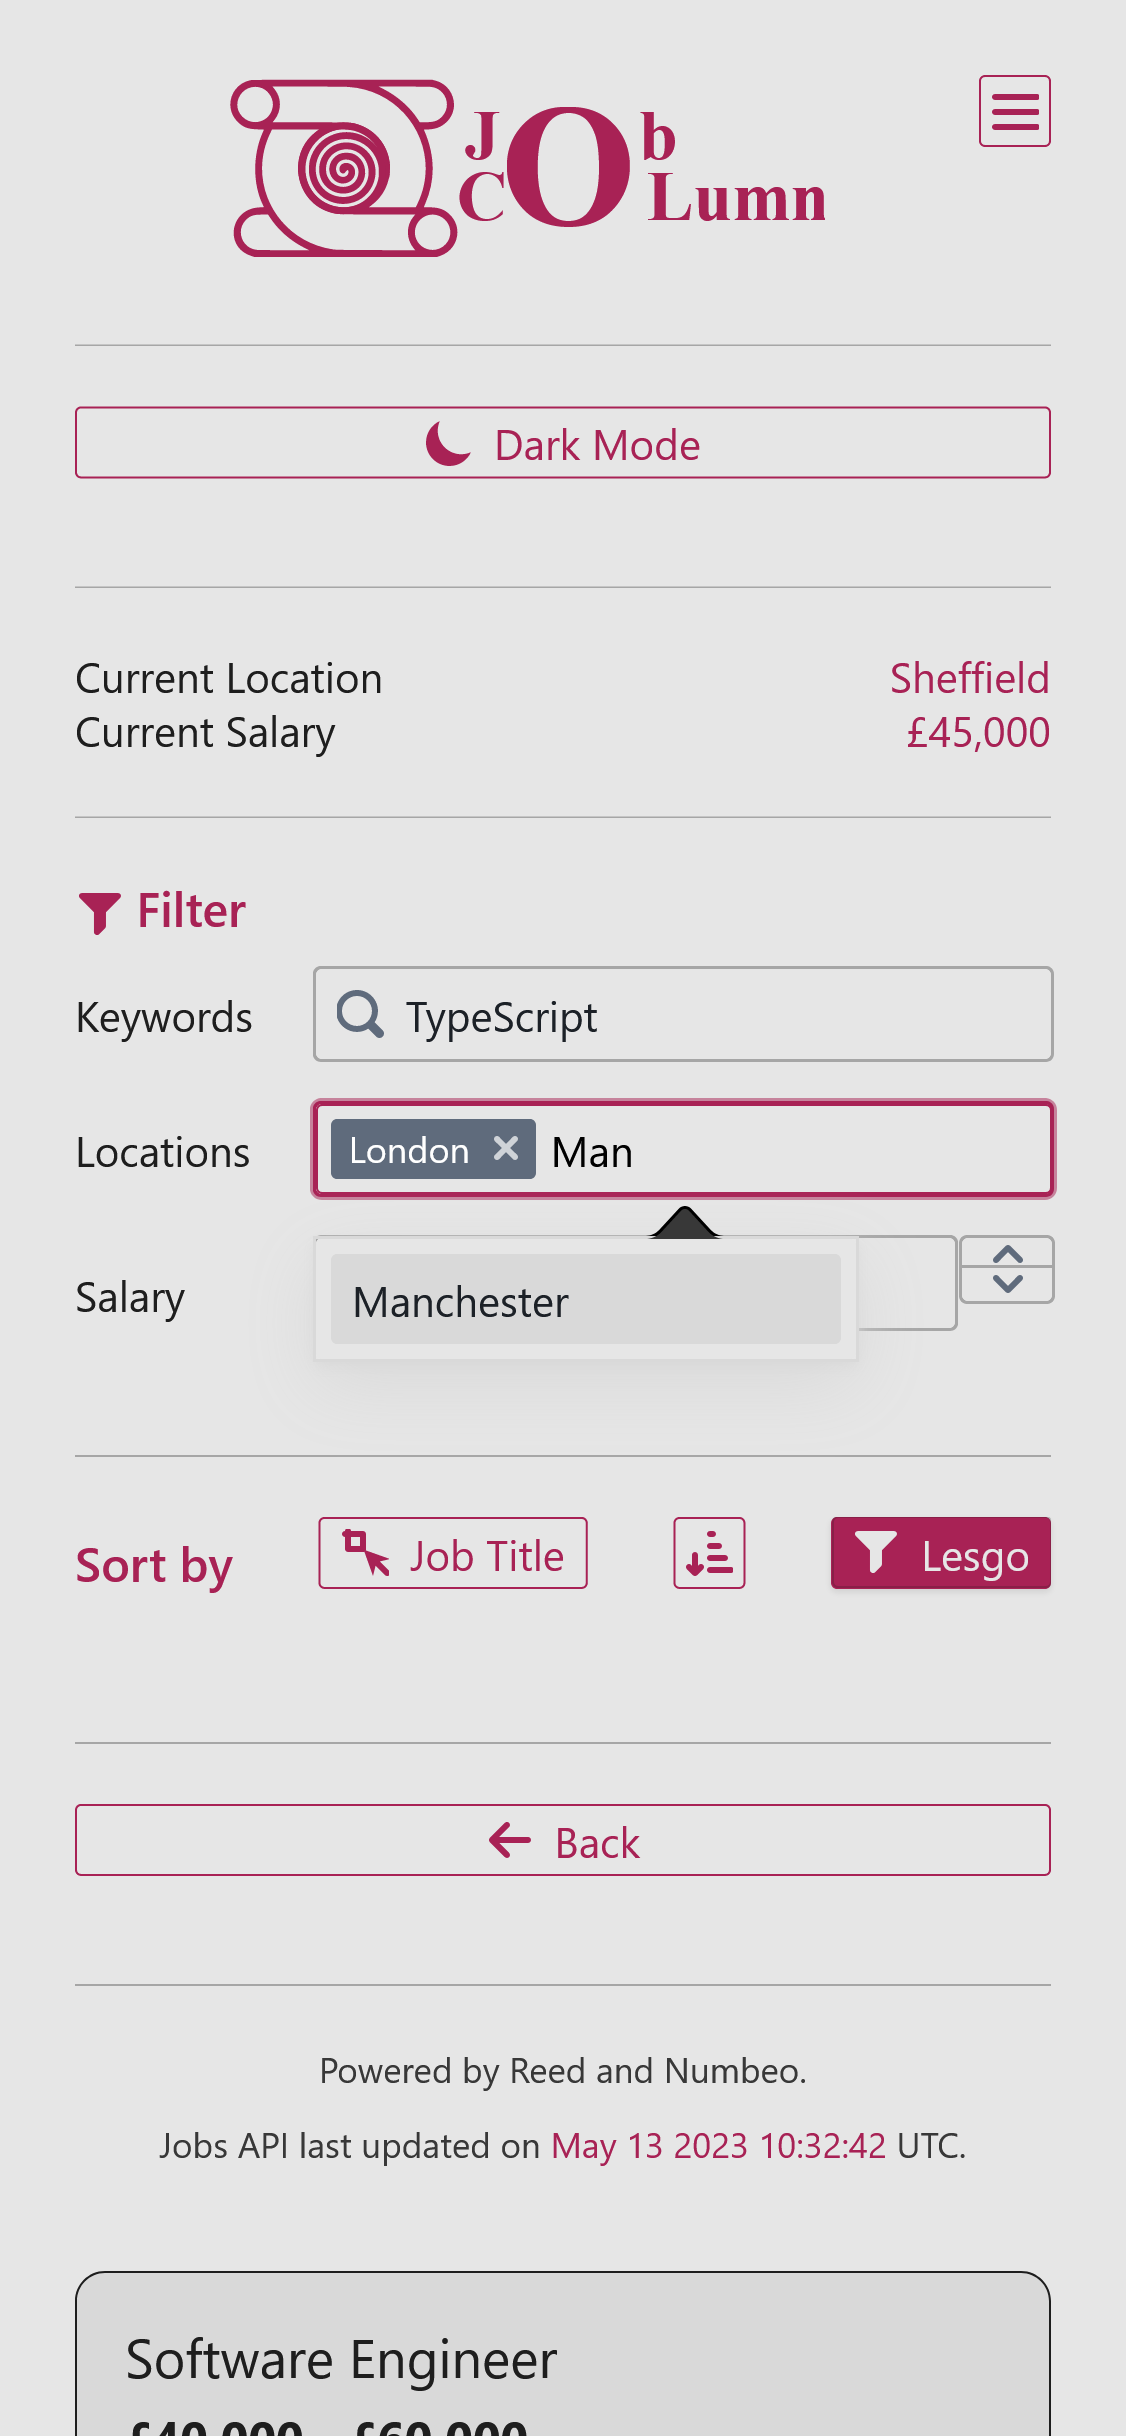 JOb
COLumn
Dark Mode
Current Location Sheffield
Current Salary £45,000
Filter
Keywords TypeScript
Locations London Man
Salary Manchester
Sort by Job Title Lesgo
Back
Powered by Reed and Numbeo.
Jobs API last updated on May 13 2023 10:32:42 UTC.
Software Engineer